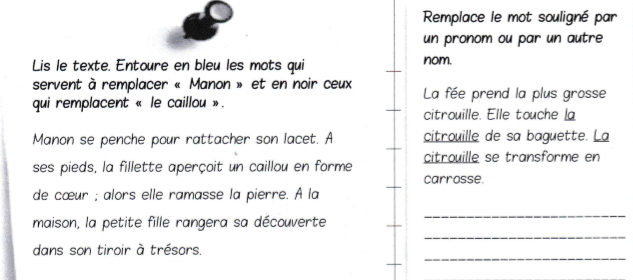 Lis le texte. Entoure en bleu les mots qui
servent à remplacer « Manon » et en noir ceux
qui remplacent « le caillou ».
Manon se penche pour rattacher son lacet. A
ses pieds, la fillette aperçoit un caillou en forme
de cœur ; alors elle ramasse la pierre. A la
maison, la petite fille rangera sa découverte
dans son tiroir à trésors.
Remplace le mot souligné par
un pronom ou par un autre
nom.
La fée prend la plus grosse
citrouille. Elle touche la
citrouille de sa baguette. La
citrouille se transforme en
carrosse.